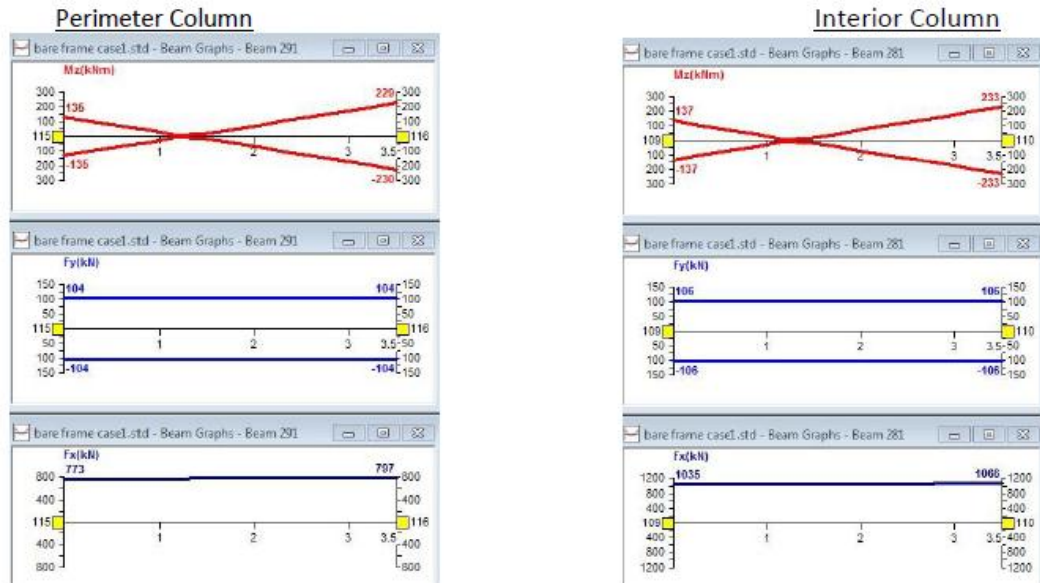 Perimeter Column
bare frame case1.std - Beam Graphs - Beam 291
Mz(kNm)
300 200 100 100 200 300
136 229
115 116
1 2 3 3.5
-135 -230
300 200 100 100 200 300
bare frame case1.std - Beam Graphs - Beam 291
Fy(kN)
150 100 50 50 100 150
104 104
115 116
1 2 3 3.5
-104 -104
150 100 50 50 100 150
bare frame case1.std - Beam Graphs - Beam 291
Fx(kN)
800 400 400 800
773 797
115 116
1 2 3 3.5
800 400 400 800
Interior Column
bare frame case1.std - Beam Graphs - Beam 281
Mz(kNm)
300 200 100 100 200 300
137 233
109 110
1 2 3 3.5
-137 -233
300 200 100 100 200 300
bare frame case1.std - Beam Graphs - Beam 281
Fy(kN)
150 100 50 50 100 150
106 106
109 110
1 2 3 3.5
-106 -106
150 100 50 50 100 150
bare frame case1.std - Beam Graphs - Beam 281
Fx(kN)
1200 800 400 400 800 1200
1035 1066
109 110
1 2 3 3.5
1200 800 400 400 800 1200